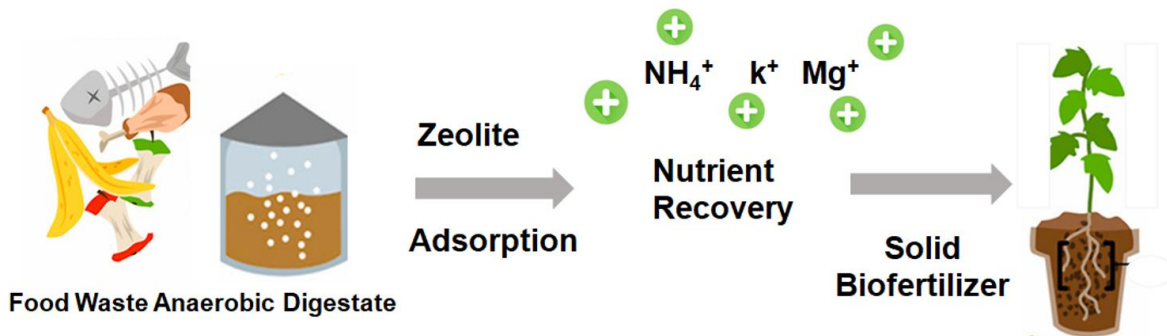 Food Waste Anaerobic Digestate
Zeolite
Adsorption
NH₄⁺ k⁺ Mg⁺
Nutrient
Recovery
Solid
Biofertilizer